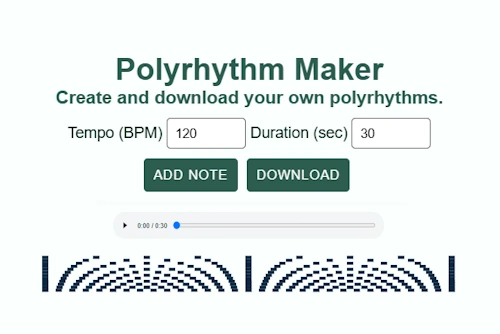 Polyrhythm Maker
Create and download your own polyrhythms.
Tempo (BPM) 120 Duration (sec) 30
ADD NOTE DOWNLOAD
0:00 / 0:30